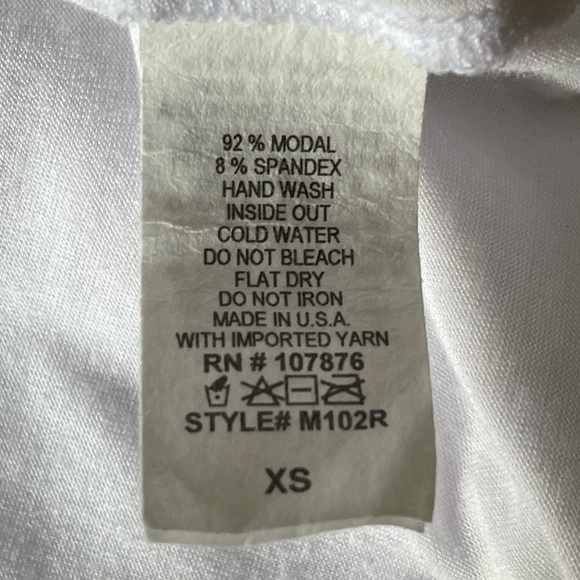 92 % MODAL
8 % SPANDEX
HAND WASH
INSIDE OUT
COLD WATER
DO NOT BLEACH
FLAT DRY
DO NOT IRON
MADE IN U.S.A.
WITH IMPORTED YARN
RN # 107876
STYLE# M102R
XS